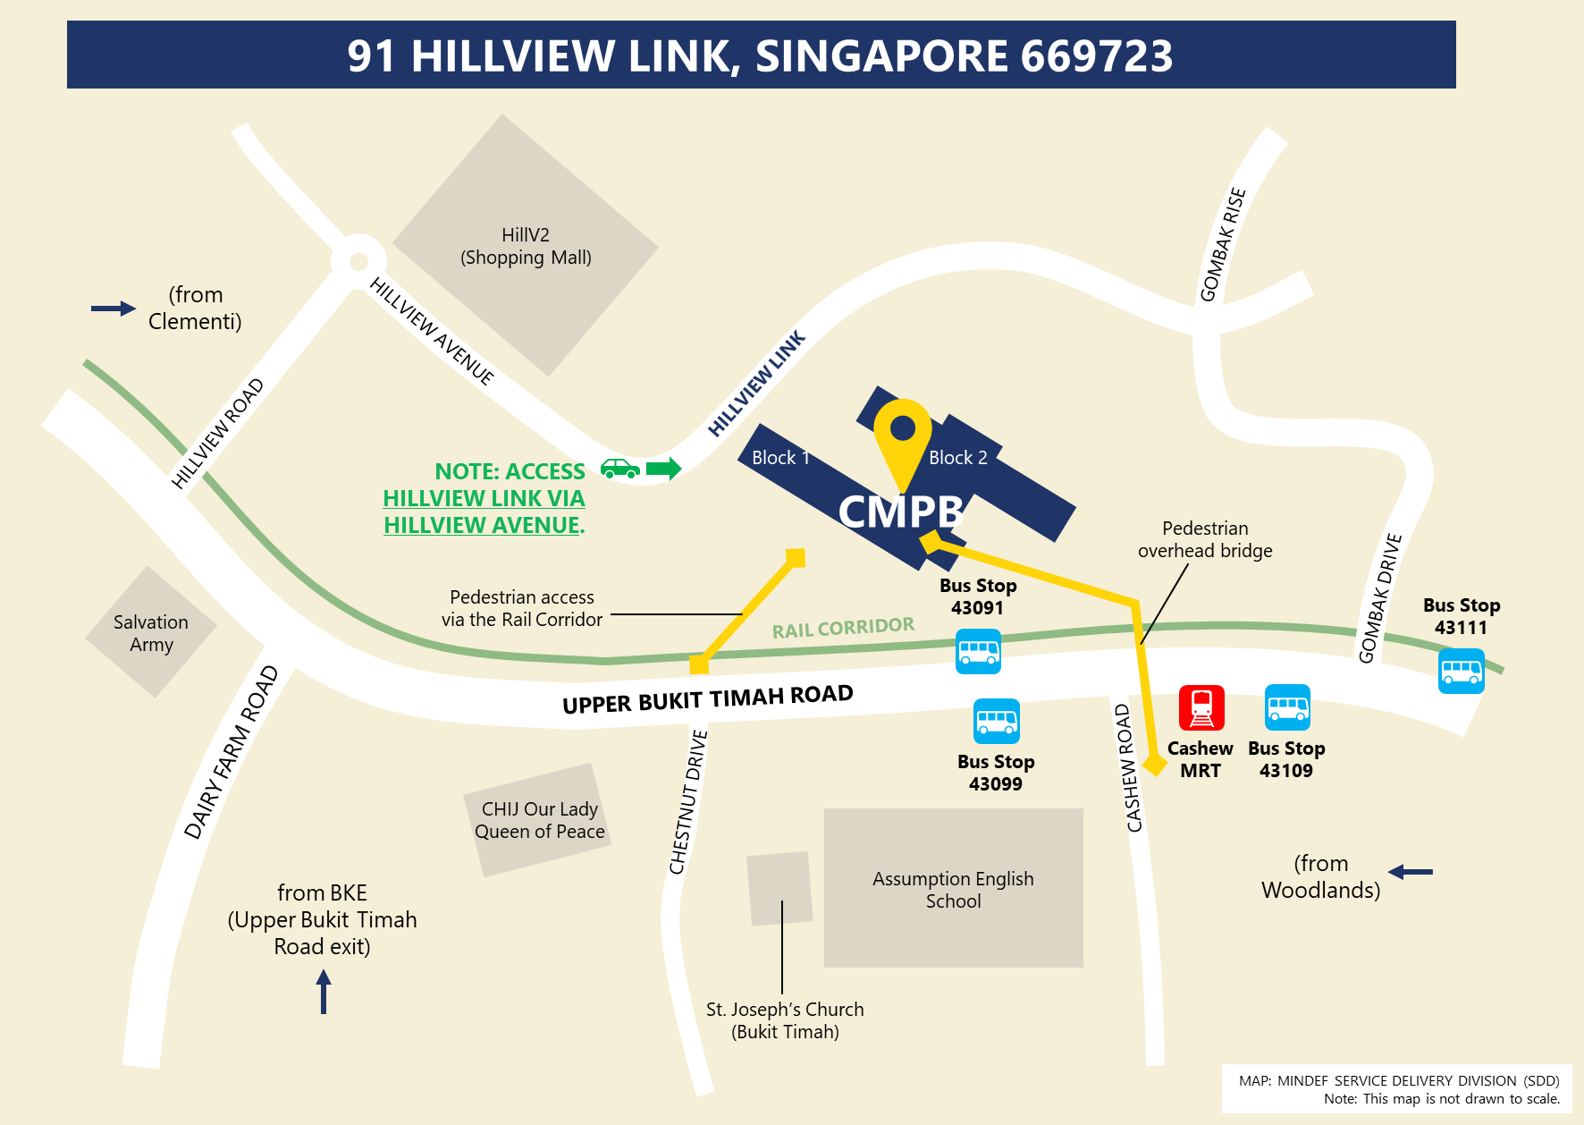 91 HILLVIEW LINK, SINGAPORE 669723
HillV2
(Shopping Mall)
GOMBAK RISE
(from
Clementi)
HILLVIEW AVENUE
HILLVIEW LINK
HILLVIEW ROAD
NOTE: ACCESS
HILLVIEW LINK VIA
HILLVIEW AVENUE.
Block 1
Block 2
CMPB
Pedestrian
overhead bridge
GOMBAK DRIVE
Bus Stop
43091
Bus Stop
43111
Pedestrian access
via the Rail Corridor
RAIL CORRIDOR
Salvation
Army
UPPER BUKIT TIMAH ROAD
DAIRY FARM ROAD
CHESTNUT DRIVE
CASHEW ROAD
Bus Stop
43099
Cashew
MRT
Bus Stop
43109
CHIJ Our Lady
Queen of Peace
Assumption English
School
(from
Woodlands)
from BKE
(Upper Bukit Timah
Road exit)
St. Joseph’s Church
(Bukit Timah)
MAP: MINDEF SERVICE DELIVERY DIVISION (SDD)
Note: This map is not drawn to scale.